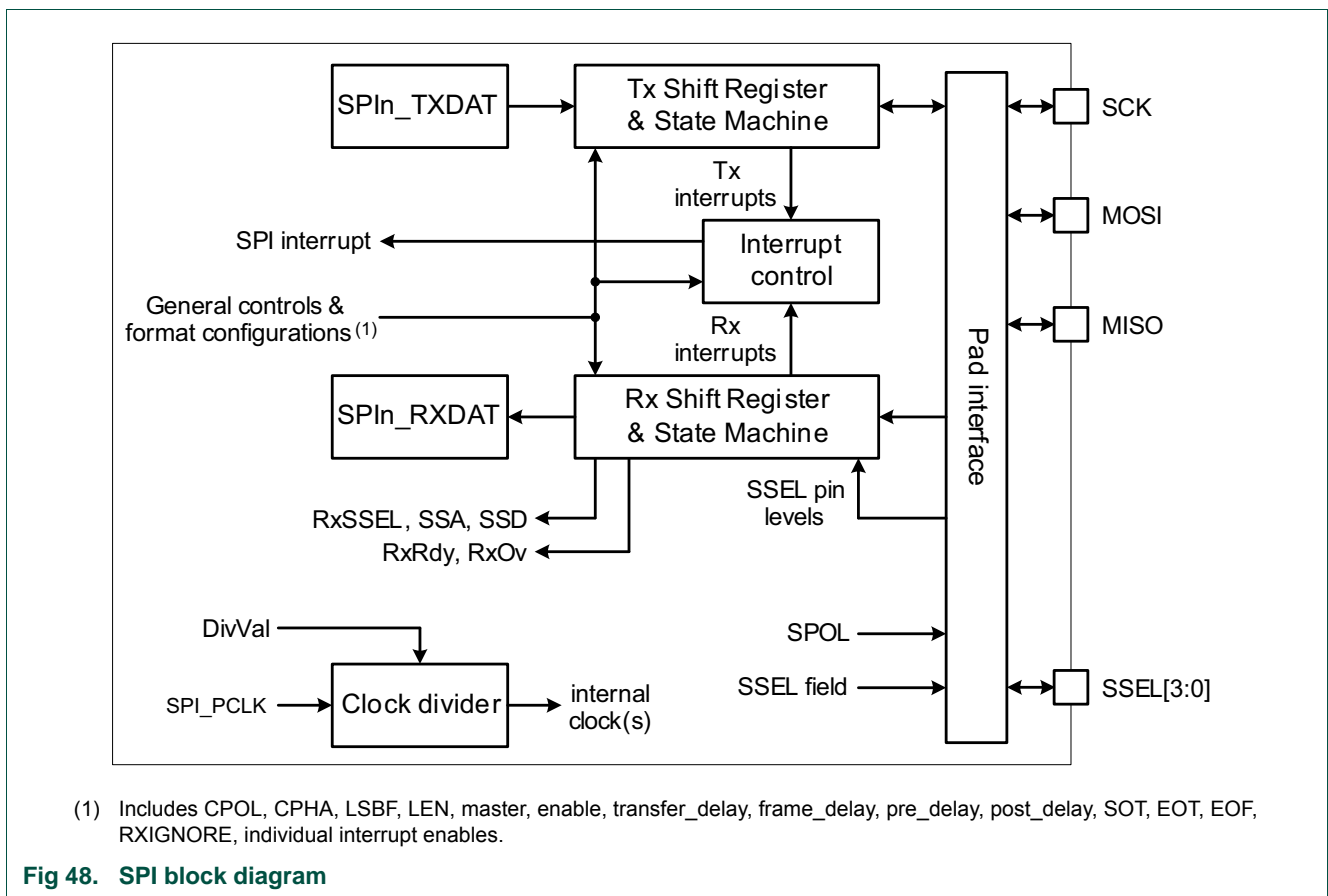 SPIn_TXDAT
Tx Shift Register
& State Machine
SCK
Tx
interrupts
MOSI
SPI interrupt
Interrupt
control
General controls &
format configurations (1)
Rx
interrupts
MISO
Pad interface
SPIn_RXDAT
Rx Shift Register
& State Machine
SSEL pin
levels
RxSSEL, SSA, SSD
RxRdy, RxOv
DivVal
SPOL
SPI_PCLK
Clock divider
internal
clock(s)
SSEL field
SSEL[3:0]
(1) Includes CPOL, CPHA, LSBF, LEN, master, enable, transfer_delay, frame_delay, pre_delay, post_delay, SOT, EOT, EOF,
RXIGNORE, individual interrupt enables.
Fig 48. SPI block diagram